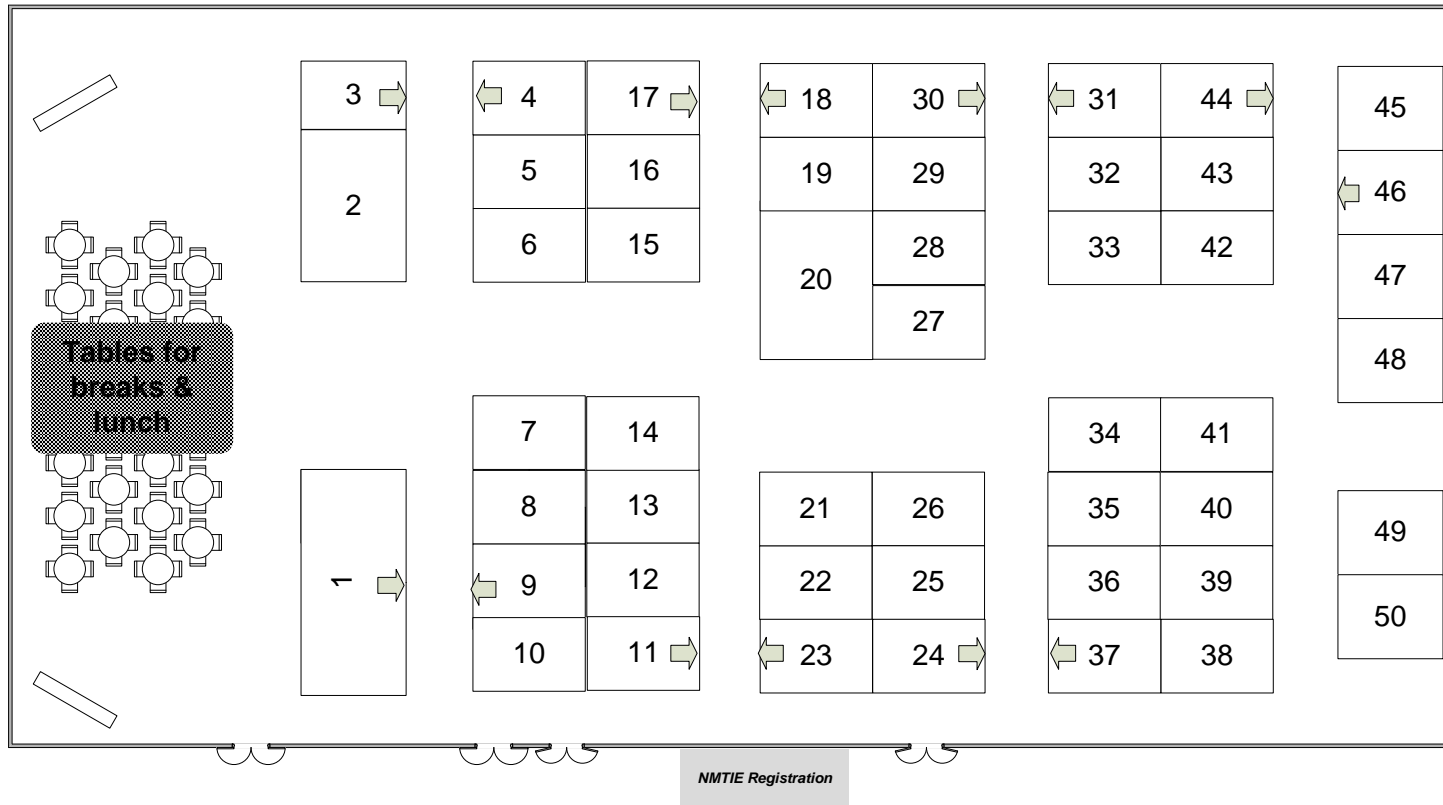 3 4 17 18 30 31 44 45
5 16 19 29 32 43 46
2
6 15 28 33 42 47
20
27 48
Tables for
breaks &
lunch
7 14 34 41
8 13 21 26 35 40 49
1 9 12 22 25 36 39
50
10 11 23 24 37 38
NMTIE Registration